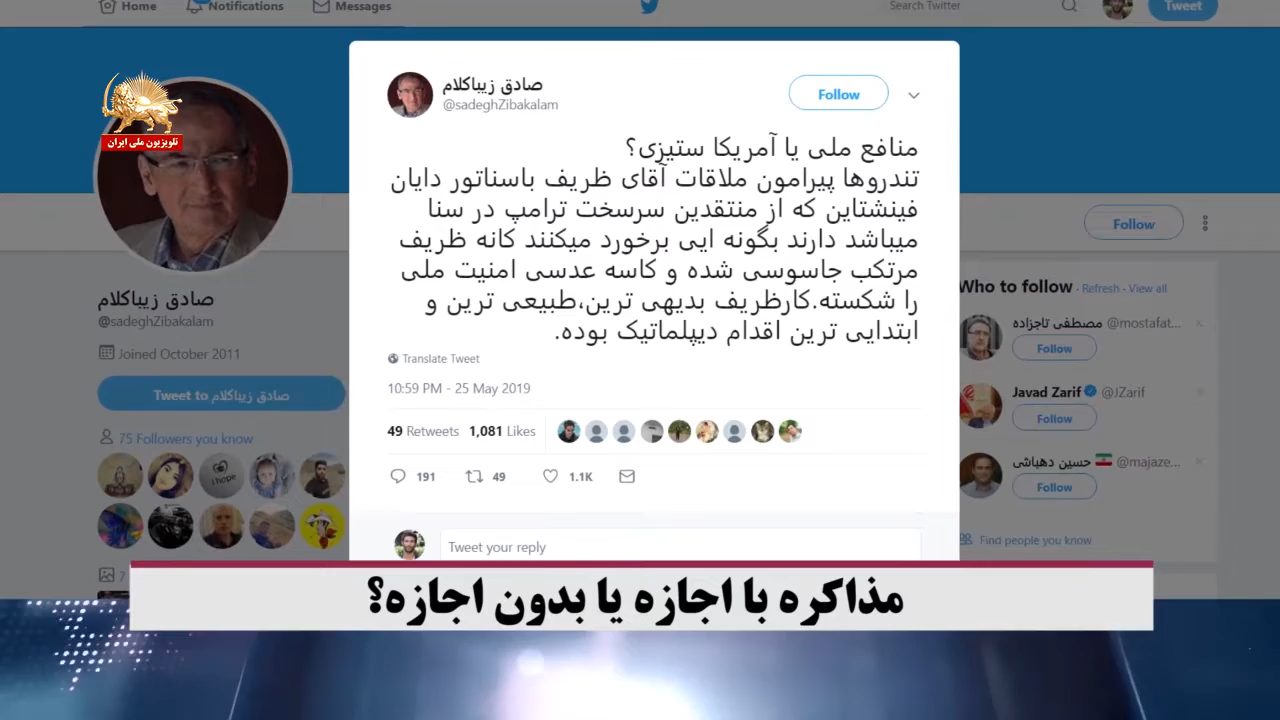 Home
Notifications
Messages
Search Twitter
Tweet
تلویزیون ملی ایران
صادق زیباکلام
@sadeghZibakalam
Follow
منافع ملی یا آمریکا ستیزی؟
تندروها پیرامون ملاقات آقای ظریف باسناتور دایان
فینشتاین که از منتقدین سرسخت ترامپ در سنا
میباشد دارند بگونه ایی برخورد میکنند کانه ظریف
مرتکب جاسوسی شده و کاسه عدسی امنیت ملی
را شکسته.کارظریف بدیهی ترین،طبیعی ترین و
ابتدایی ترین اقدام دیپلماتیک بوده.
Translate Tweet
10:59 PM - 25 May 2019
49 Retweets 1,081 Likes
191 49 1.1K
Tweet your reply
صادق زیباکلام
@sadeghZibakalam
Joined October 2011
Tweet to صادق زیباکلام
75 Followers you know
i hope
7
Follow
Who to follow · Refresh · View all
مصطفی تاجزاده @mostafat...
Follow
Javad Zarif @JZarif
Follow
حسین دهباشی @majaze...
Follow
Find people you know
مذاکره با اجازه یا بدون اجازه؟